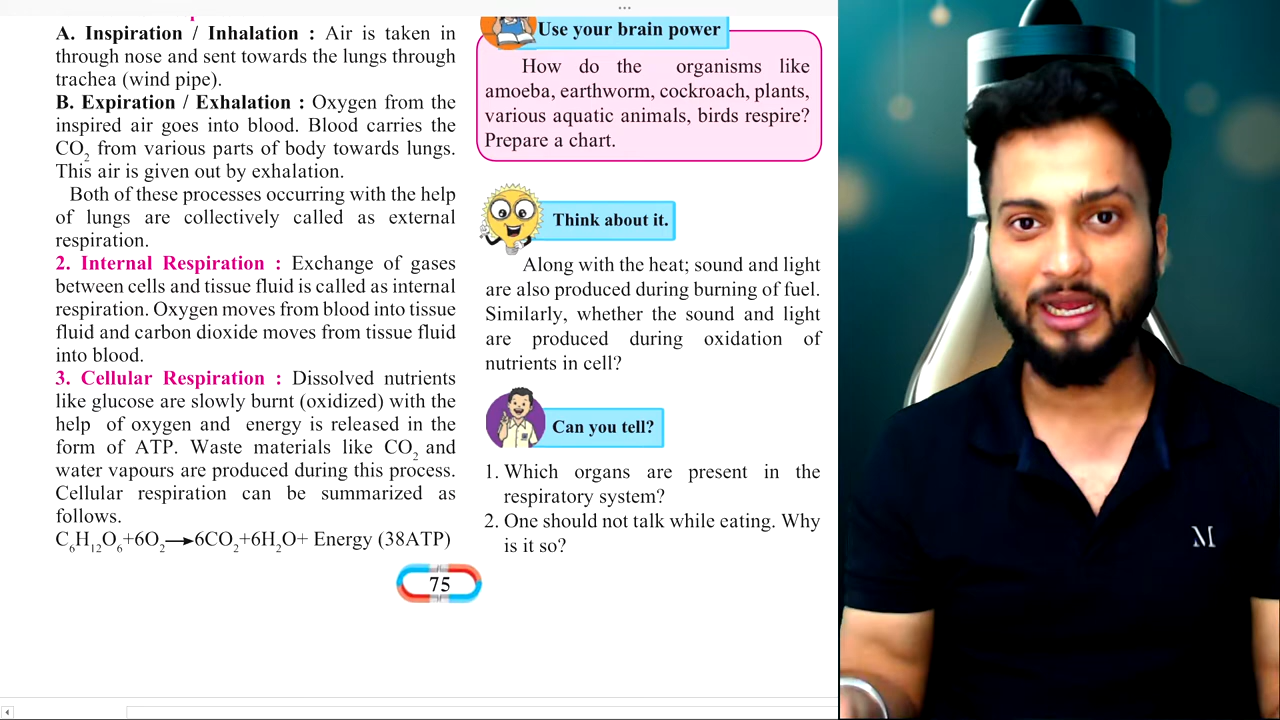 A. Inspiration / Inhalation : Air is taken in
through nose and sent towards the lungs through
trachea (wind pipe).
B. Expiration / Exhalation : Oxygen from the
inspired air goes into blood. Blood carries the
CO₂ from various parts of body towards lungs.
This air is given out by exhalation.
Both of these processes occurring with the help
of lungs are collectively called as external
respiration.
2. Internal Respiration : Exchange of gases
between cells and tissue fluid is called as internal
respiration. Oxygen moves from blood into tissue
fluid and carbon dioxide moves from tissue fluid
into blood.
3. Cellular Respiration : Dissolved nutrients
like glucose are slowly burnt (oxidized) with the
help of oxygen and energy is released in the
form of ATP. Waste materials like CO₂ and
water vapours are produced during this process.
Cellular respiration can be summarized as
follows.
C₆H₁₂O₆+6O₂→6CO₂+6H₂O+ Energy (38ATP)
Use your brain power
How do the organisms like
amoeba, earthworm, cockroach, plants,
various aquatic animals, birds respire?
Prepare a chart.
Think about it.
Along with the heat; sound and light
are also produced during burning of fuel.
Similarly, whether the sound and light
are produced during oxidation of
nutrients in cell?
Can you tell?
1. Which organs are present in the
respiratory system?
2. One should not talk while eating. Why
is it so?
75
M